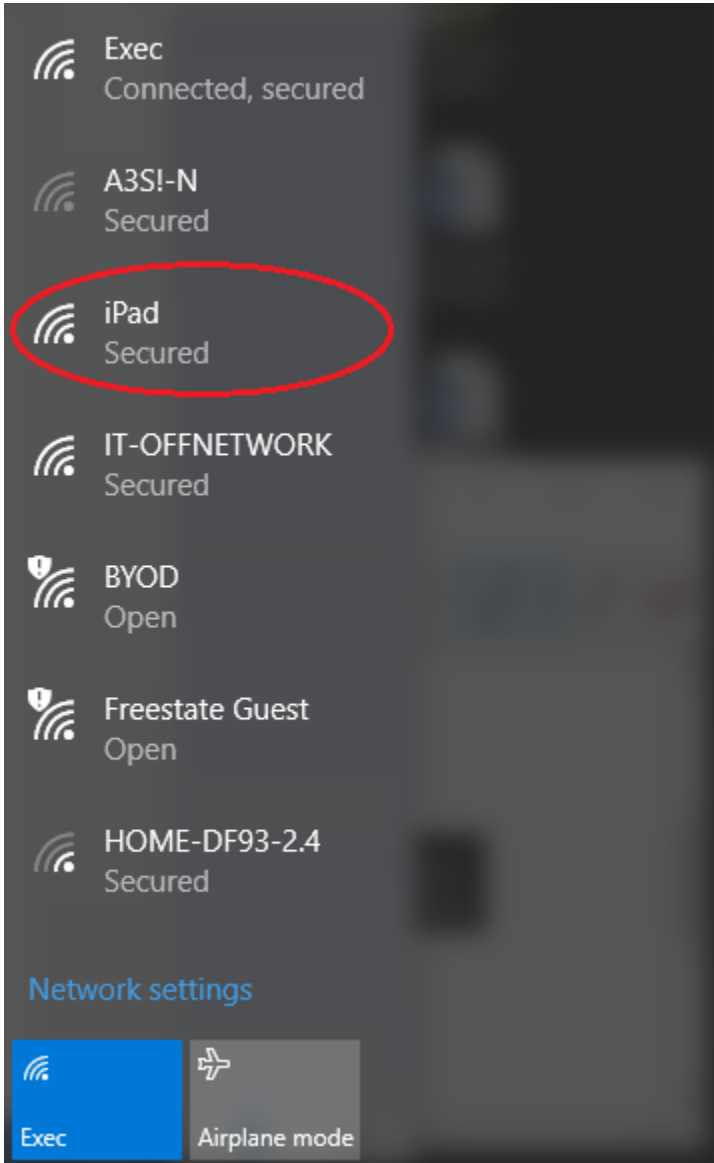 Exec
Connected, secured
A3S!-N
Secured
iPad
Secured
IT-OFFNETWORK
Secured
BYOD
Open
Freestate Guest
Open
HOME-DF93-2.4
Secured
Network settings
Exec
Airplane mode